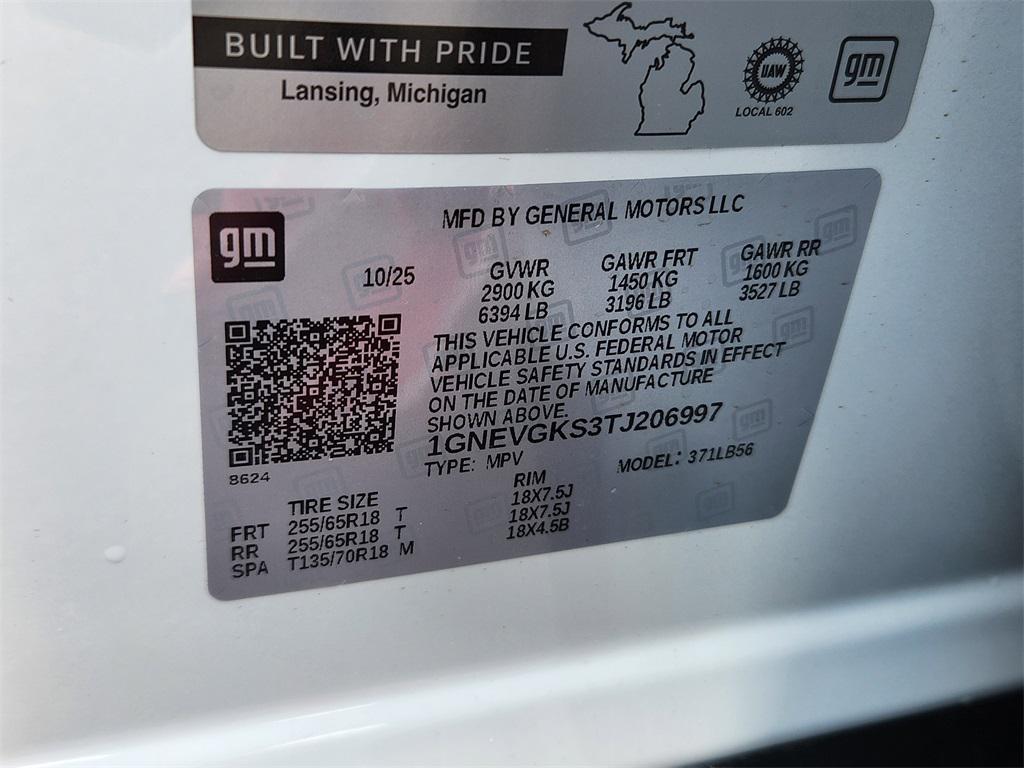 BUILT WITH PRIDE
Lansing, Michigan
UAW
LOCAL 602
gm
gm
MFD BY GENERAL MOTORS LLC
10/25
GVWR
2900 KG
6394 LB
GAWR FRT
1450 KG
3196 LB
GAWR RR
1600 KG
3527 LB
THIS VEHICLE CONFORMS TO ALL
APPLICABLE U.S. FEDERAL MOTOR
VEHICLE SAFETY STANDARDS IN EFFECT
ON THE DATE OF MANUFACTURE
SHOWN ABOVE.
1GNEVGKS3TJ206997
TYPE: MPV
MODEL: 371LB56
8624
TIRE SIZE
RIM
FRT 255/65R18 T 18X7.5J
RR 255/65R18 T 18X7.5J
SPA T135/70R18 M 18X4.5B